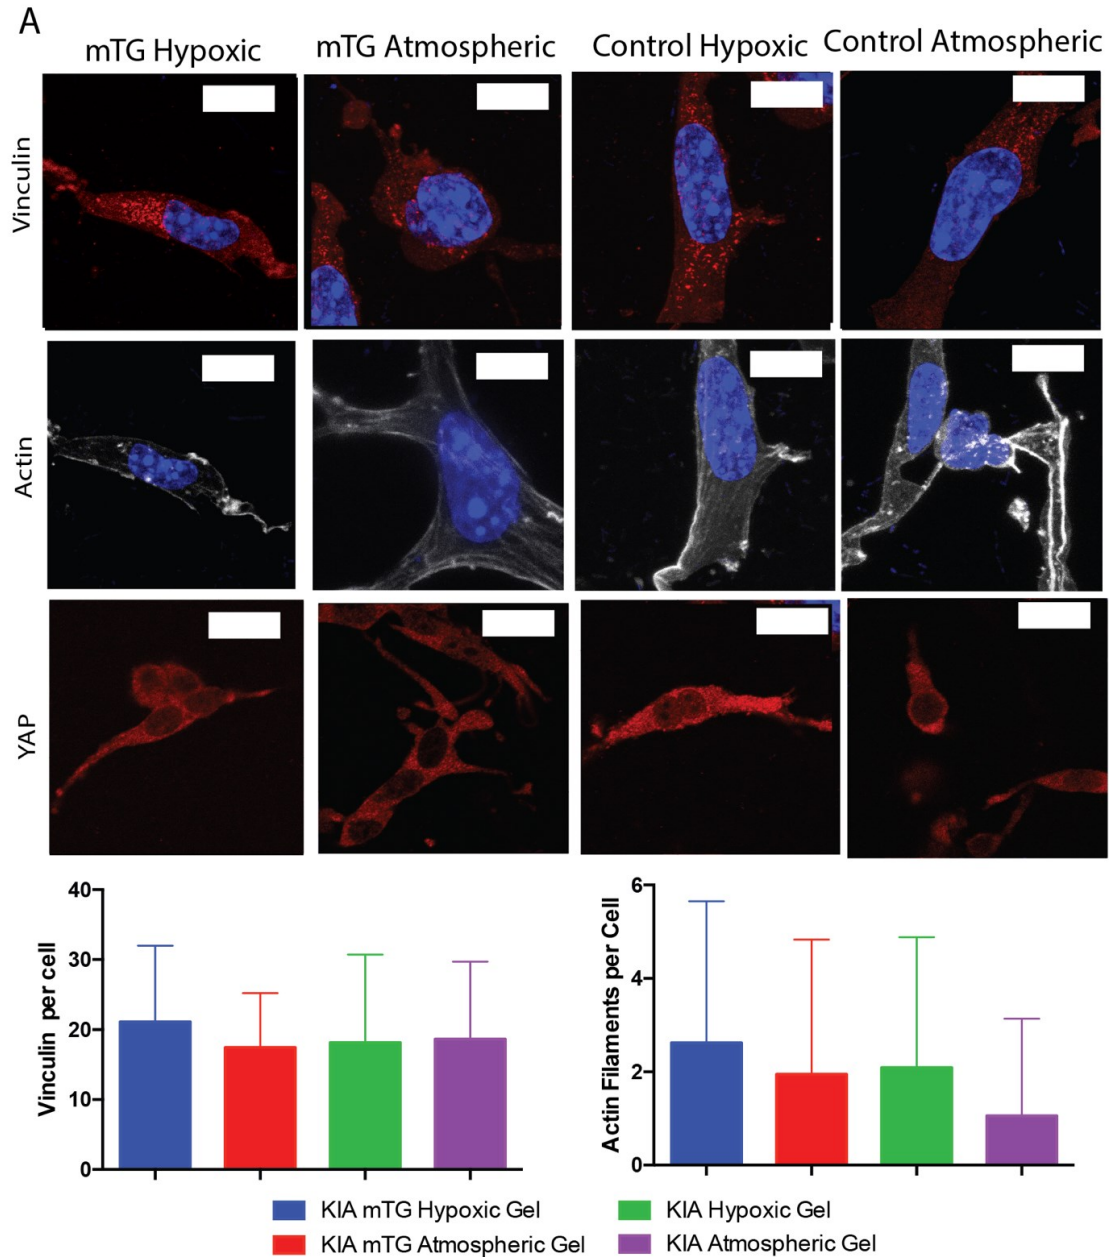 A
mTG Hypoxic
mTG Atmospheric
Control Hypoxic
Control Atmospheric
Vinculin
Actin
YAP
Vinculin per cell
40
30
20
10
0
Actin Filaments per Cell
6
4
2
0
KIA mTG Hypoxic Gel
KIA Hypoxic Gel
KIA mTG Atmospheric Gel
KIA Atmospheric Gel